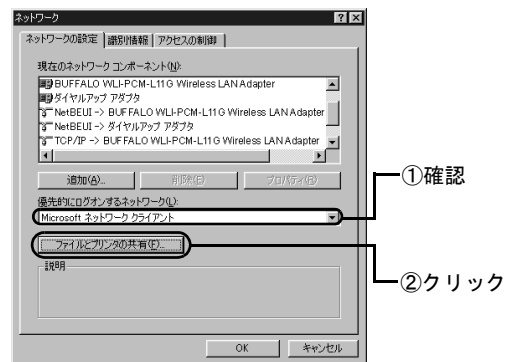 ネットワーク
ネットワークの設定 識別情報 アクセスの制御
現在のネットワーク コンポーネント(N):
BUFFALO WLI-PCM-L11G Wireless LAN Adapter
ダイヤルアップ アダプタ
NetBEUI -> BUFFALO WLI-PCM-L11G Wireless LAN Adapter
NetBEUI -> ダイヤルアップ アダプタ
TCP/IP -> BUFFALO WLI-PCM-L11G Wireless LAN Adapter
追加(A)... 削除(E) プロパティ(R)
①確認
優先的にログオンするネットワーク(L):
Microsoft ネットワーク クライアント
ファイルとプリンタの共有(F)...
②クリック
説明
OK キャンセル